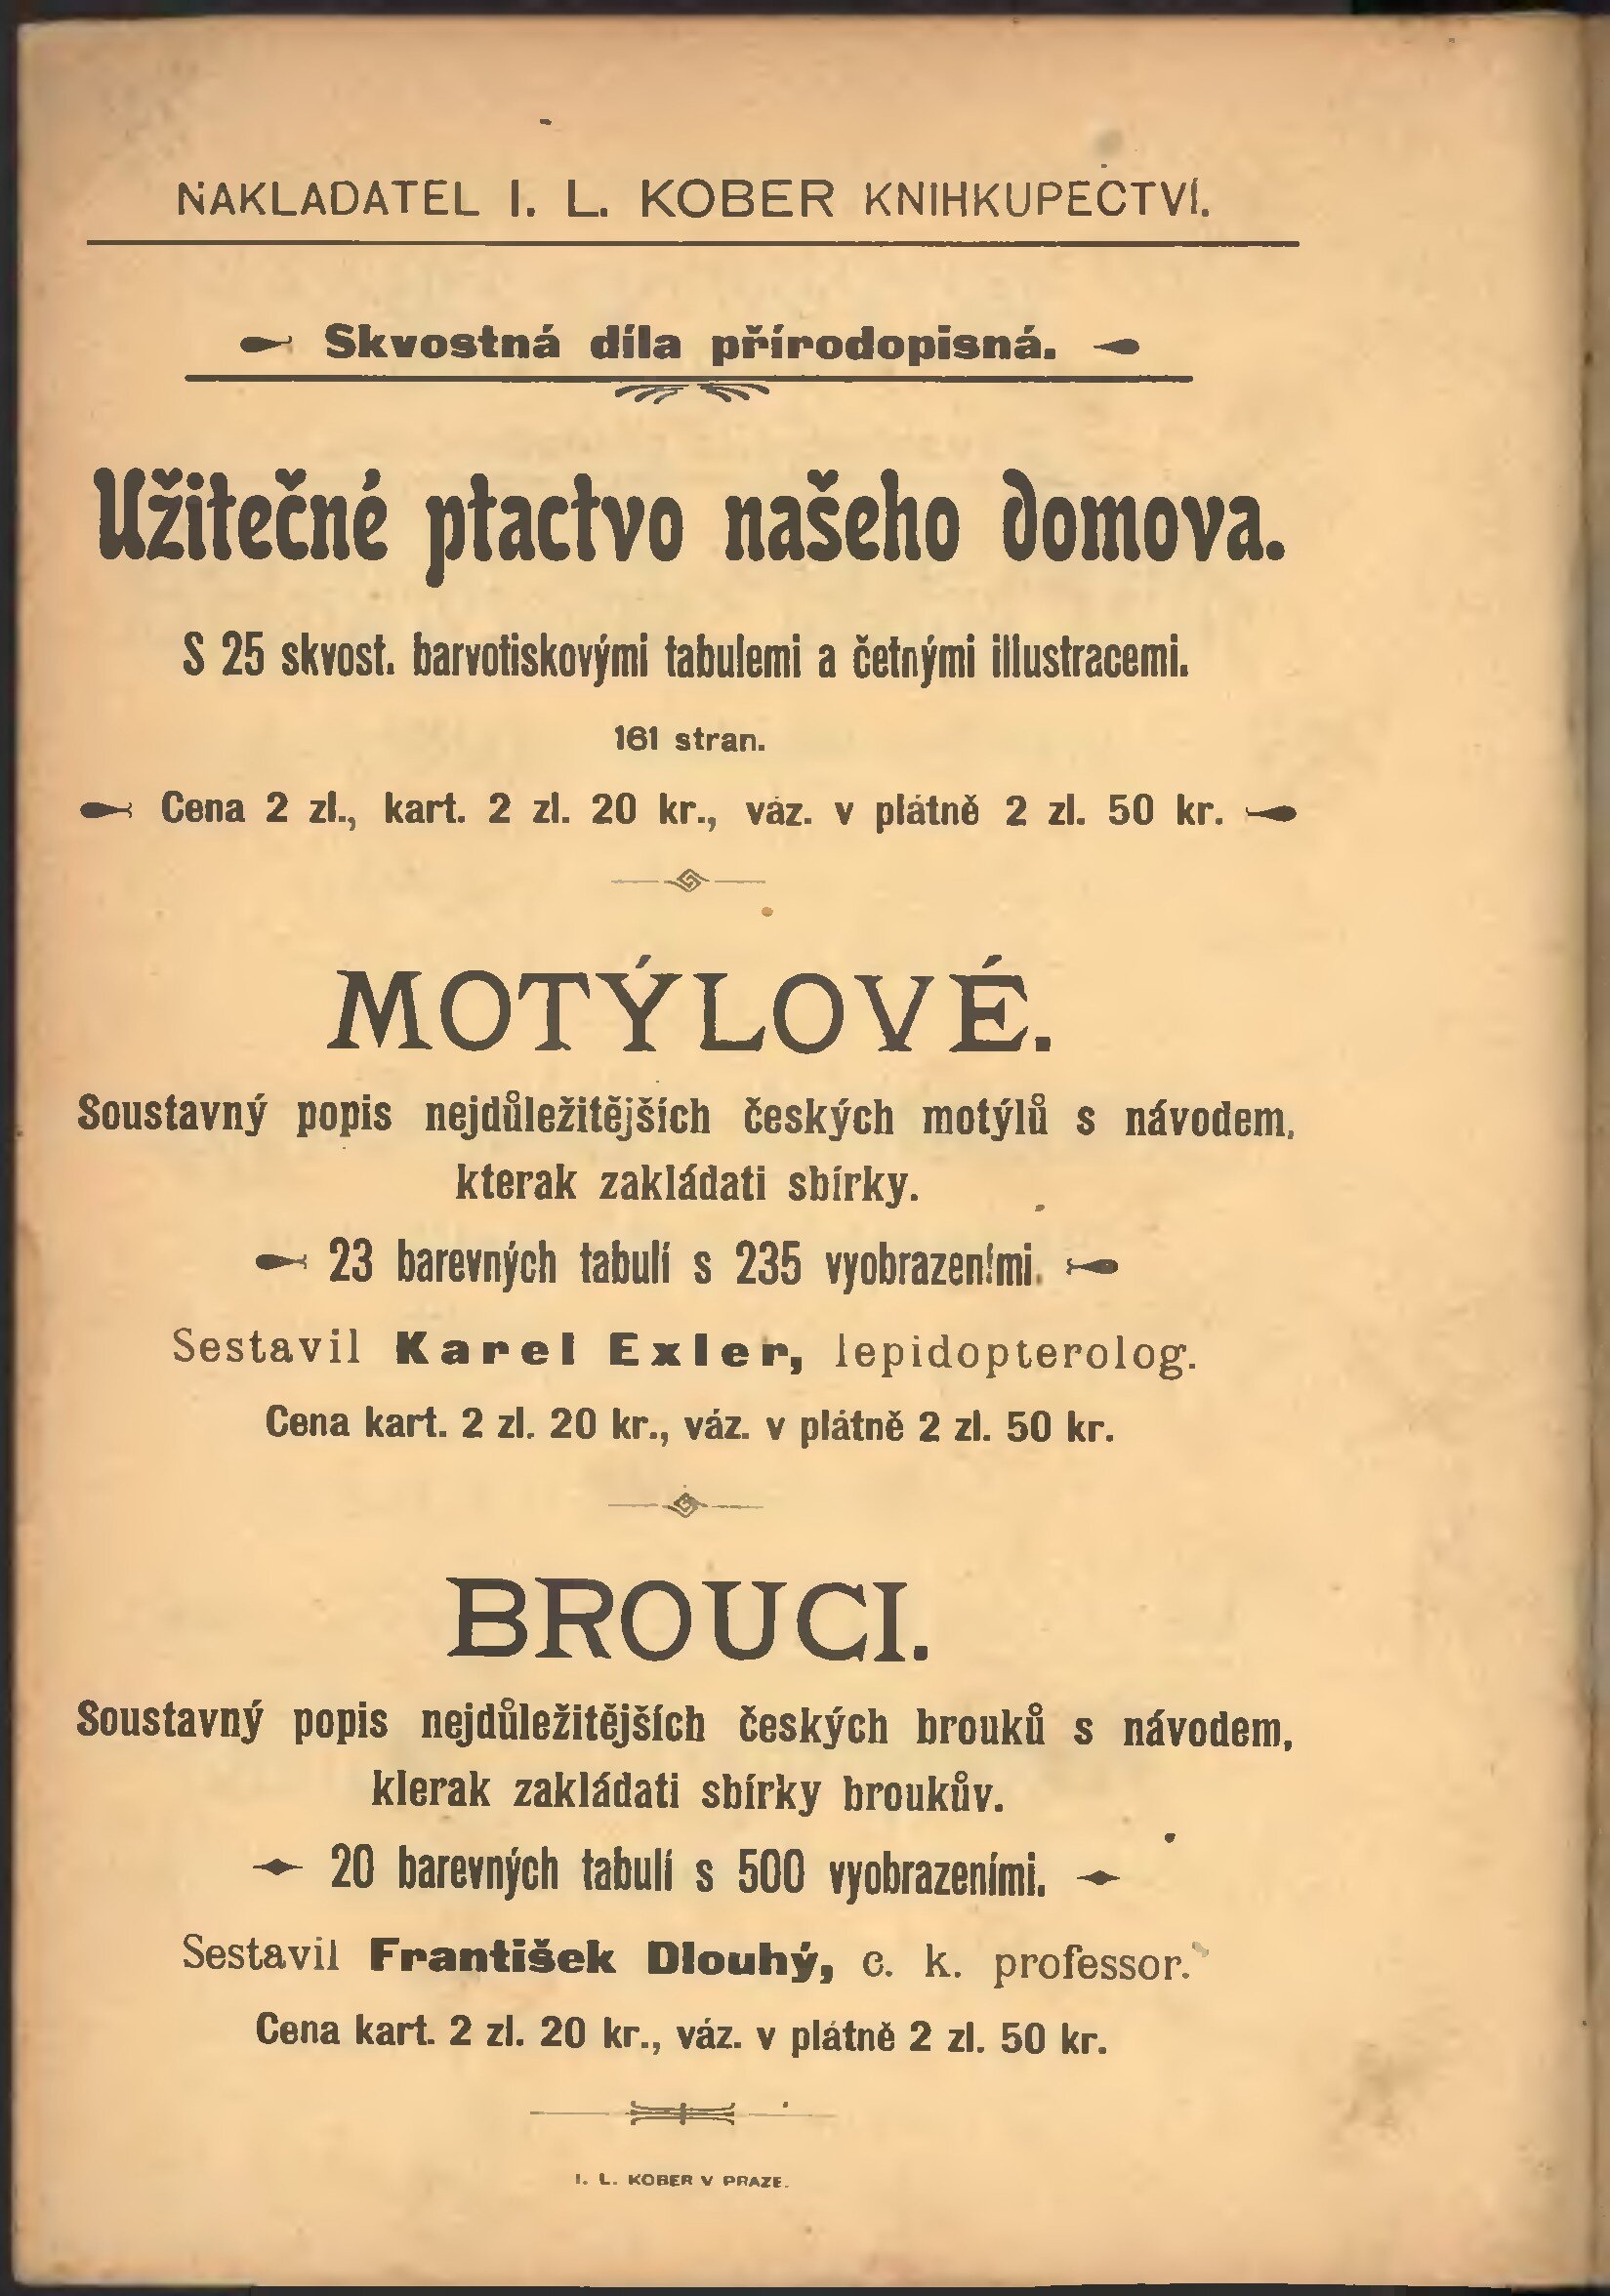 NAKLADATEL I. L. KOBER KNIHKUPECTVÍ.
Skvostná díla přírodopisná.
Užitečné ptactvo našeho domova.
S 25 skvost. barvotiskovými tabulemi a četnými illustracemi.
161 stran.
Cena 2 zl., kart. 2 zl. 20 kr., váz. v plátně 2 zl. 50 kr.
MOTÝLOVÉ.
Soustavný popis nejdůležitějších českých motýlů s návodem,
kterak zakládati sbírky.
23 barevných tabulí s 235 vyobrazeními.
Sestavil Karel Exler, lepidopterolog.
Cena kart. 2 zl. 20 kr., váz. v plátně 2 zl. 50 kr.
BROUCI.
Soustavný popis nejdůležitějších českých brouků s návodem,
kterak zakládati sbírky broukův.
20 barevných tabulí s 500 vyobrazeními.
Sestavil František Dlouhý, c. k. professor.
Cena kart. 2 zl. 20 kr., váz. v plátně 2 zl. 50 kr.
I. L. KOBER V PRAZE.